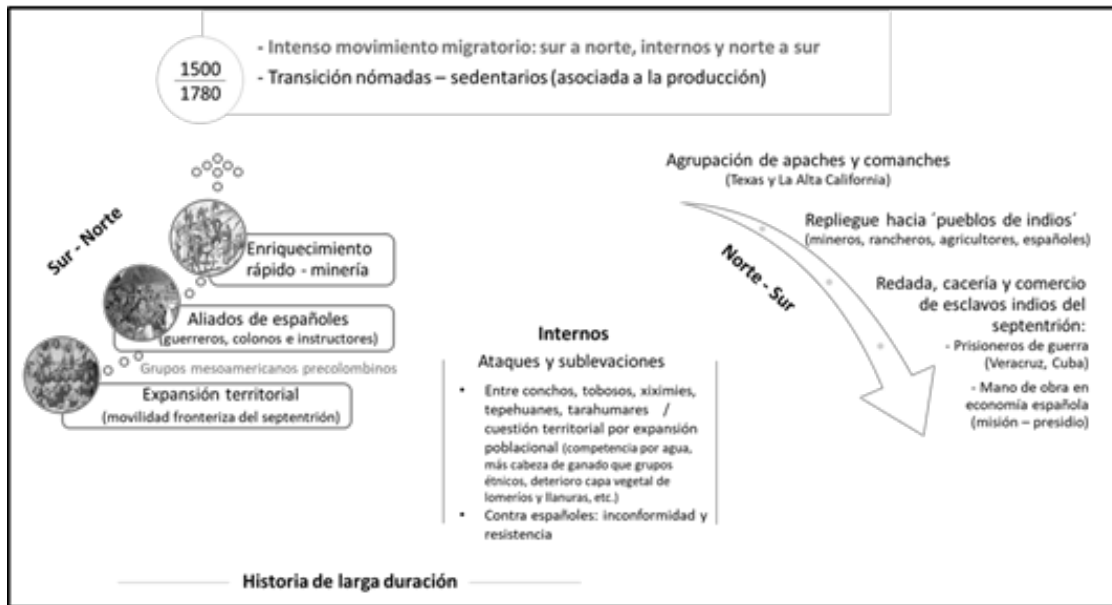 1500
1780
- Intenso movimiento migratorio: sur a norte, internos y norte a sur
- Transición nómadas – sedentarios (asociada a la producción)
Sur - Norte
Enriquecimiento
rápido - minería
Aliados de españoles
(guerreros, colonos e instructores)
Grupos mesoamericanos precolombinos
Expansión territorial
(movilidad fronteriza del septentrión)
Internos
Ataques y sublevaciones
• Entre conchos, tobosos, xiximies,
tepehuanes, tarahumares /
cuestión territorial por expansión
poblacional (competencia por agua,
más cabeza de ganado que grupos
étnicos, deterioro capa vegetal de
lomeríos y llanuras, etc.)
• Contra españoles: inconformidad y
resistencia
Norte - Sur
Agrupación de apaches y comanches
(Texas y La Alta California)
Repliegue hacia ´pueblos de indios´
(mineros, rancheros, agricultores, españoles)
Redada, cacería y comercio
de esclavos indios del
septentrión:
- Prisioneros de guerra
(Veracruz, Cuba)
- Mano de obra en
economía española
(misión – presidio)
Historia de larga duración